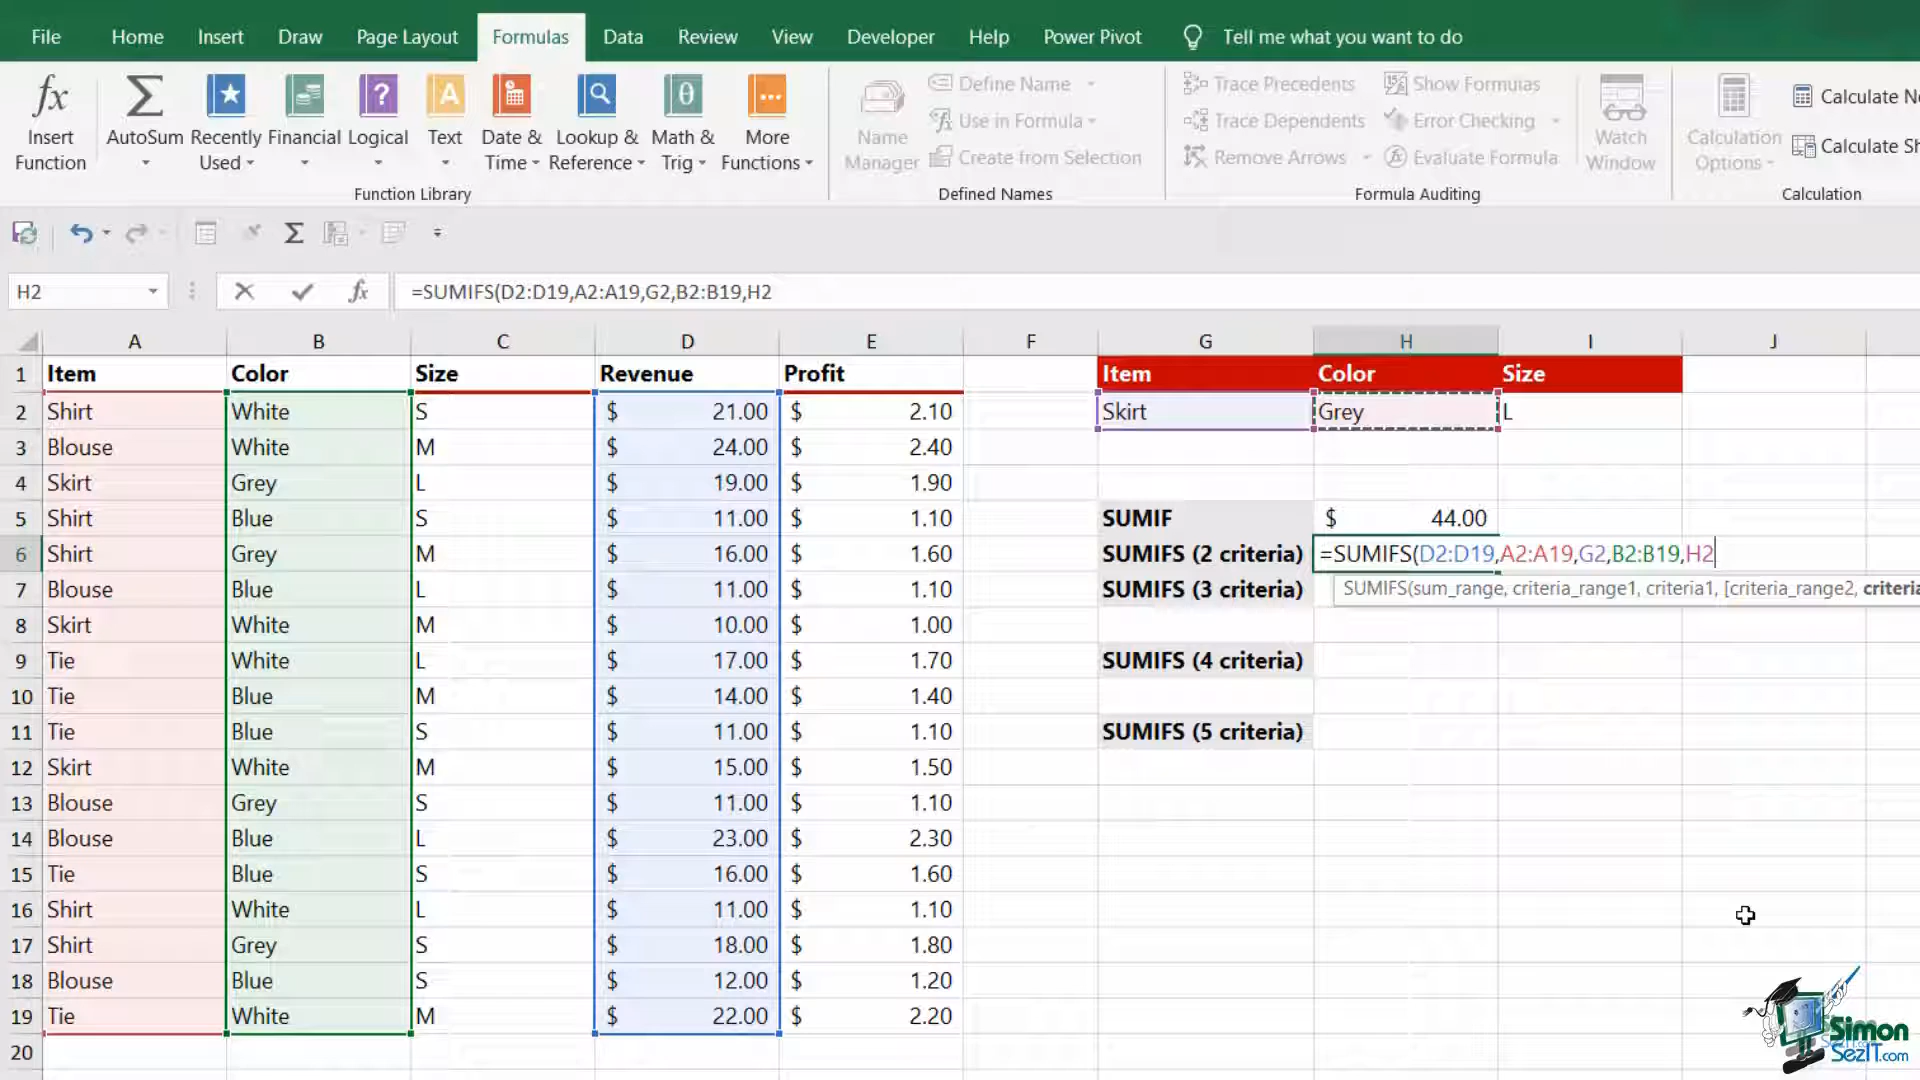 File Home Insert Draw Page Layout Formulas Data Review View Developer Help Power Pivot Tell me what you want to do
fx Insert Function AutoSum Recently Used Financial Logical Text Date & Time Lookup & Reference Math & Trig More Functions
Function Library
Name Manager Define Name Use in Formula Create from Selection
Defined Names
Trace Precedents Trace Dependents Remove Arrows Show Formulas Error Checking Evaluate Formula Watch Window
Formula Auditing
Calculation Options Calculate N Calculate Sh
Calculation
H2 fx =SUMIFS(D2:D19,A2:A19,G2,B2:B19,H2
A B C D E F G H I J
1 Item Color Size Revenue Profit Item Color Size
2 Shirt White S $ 21.00 $ 2.10 Skirt Grey L
3 Blouse White M $ 24.00 $ 2.40
4 Skirt Grey L $ 19.00 $ 1.90
5 Shirt Blue S $ 11.00 $ 1.10 SUMIF $ 44.00
6 Shirt Grey M $ 16.00 $ 1.60 SUMIFS (2 criteria) =SUMIFS(D2:D19,A2:A19,G2,B2:B19,H2
7 Blouse Blue L $ 11.00 $ 1.10 SUMIFS (3 criteria) SUMIFS(sum_range, criteria_range1, criteria1, [criteria_range2, criteria
8 Skirt White M $ 10.00 $ 1.00
9 Tie White L $ 17.00 $ 1.70 SUMIFS (4 criteria)
10 Tie Blue M $ 14.00 $ 1.40
11 Tie Blue S $ 11.00 $ 1.10 SUMIFS (5 criteria)
12 Skirt White M $ 15.00 $ 1.50
13 Blouse Grey S $ 11.00 $ 1.10
14 Blouse Blue L $ 23.00 $ 2.30
15 Tie Blue S $ 16.00 $ 1.60
16 Shirt White L $ 11.00 $ 1.10
17 Shirt Grey S $ 18.00 $ 1.80
18 Blouse Blue S $ 12.00 $ 1.20
19 Tie White M $ 22.00 $ 2.20
20
Simon
SezIT.com